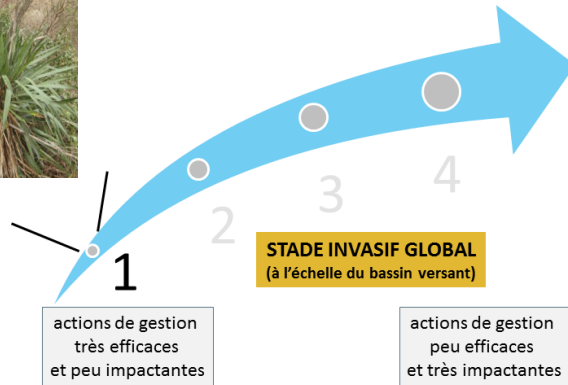 4
3
2
1
STADE INVASIF GLOBAL
(à l'échelle du bassin versant)
actions de gestion
très efficaces
et peu impactantes
actions de gestion
peu efficaces
et très impactantes